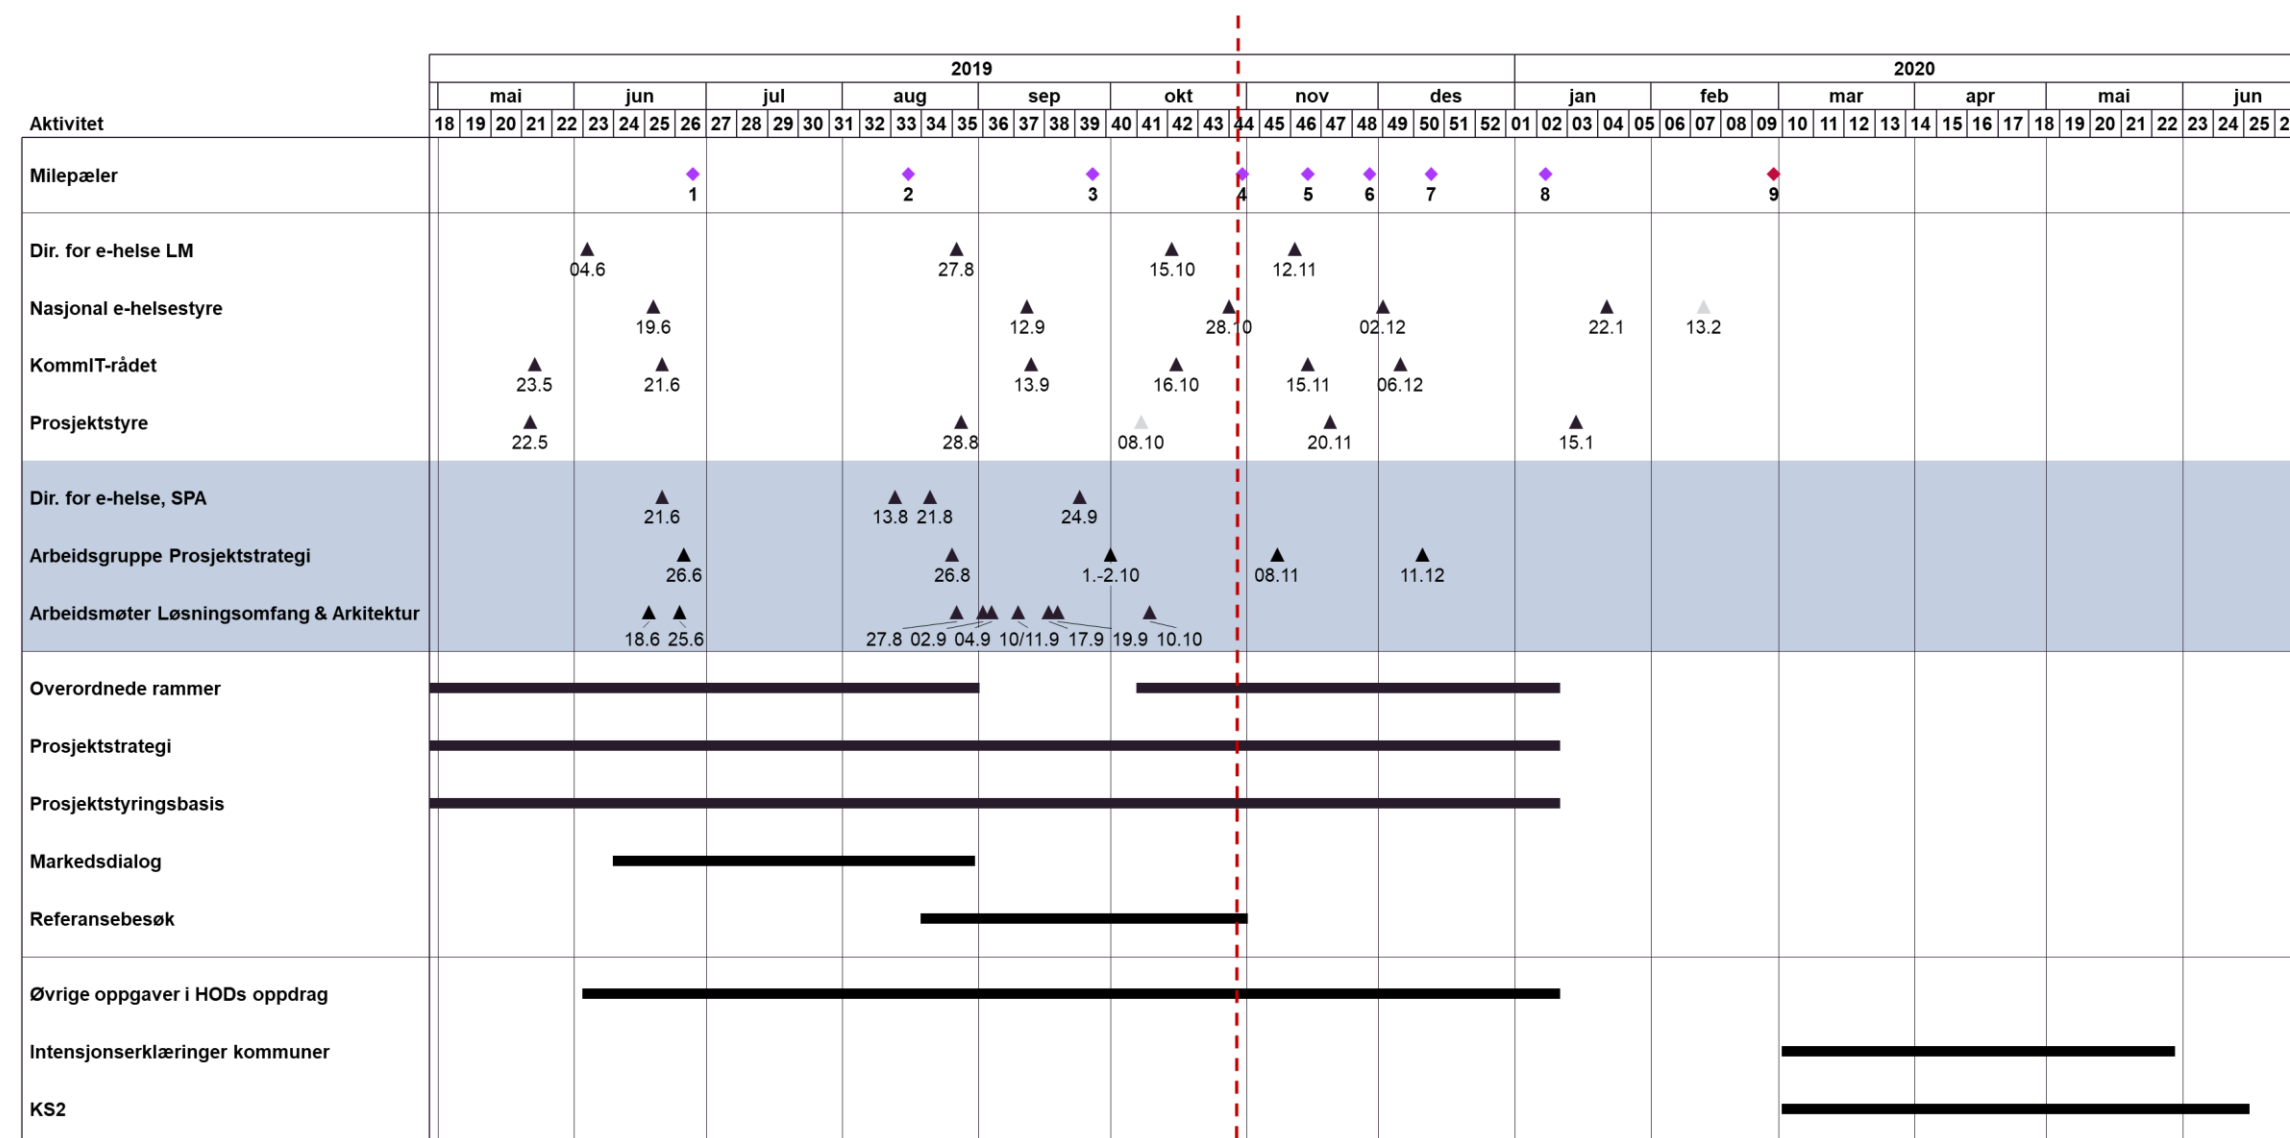 2019 2020
mai jun jul aug sep okt nov des jan feb mar apr mai jun
Aktivitet 18 19 20 21 22 23 24 25 26 27 28 29 30 31 32 33 34 35 36 37 38 39 40 41 42 43 44 45 46 47 48 49 50 51 52 01 02 03 04 05 06 07 08 09 10 11 12 13 14 15 16 17 18 19 20 21 22 23 24 25 2
Milepæler
1 2 3 4 5 6 7 8 9
Dir. for e-helse LM
04.6 27.8 15.10 12.11
Nasjonal e-helsestyre
19.6 12.9 28.10 02.12 22.1 13.2
KommIT-rådet
23.5 21.6 13.9 16.10 15.11 06.12
Prosjektstyre
22.5 28.8 08.10 20.11 15.1
Dir. for e-helse, SPA
21.6 13.8 21.8 24.9
Arbeidsgruppe Prosjektstrategi
26.6 26.8 1.-2.10 08.11 11.12
Arbeidsmøter Løsningsomfang & Arkitektur
18.6 25.6 27.8 02.9 04.9 10/11.9 17.9 19.9 10.10
Overordnede rammer
Prosjektstrategi
Prosjektstyringsbasis
Markedsdialog
Referansebesøk
Øvrige oppgaver i HODs oppdrag
Intensjonserklæringer kommuner
KS2